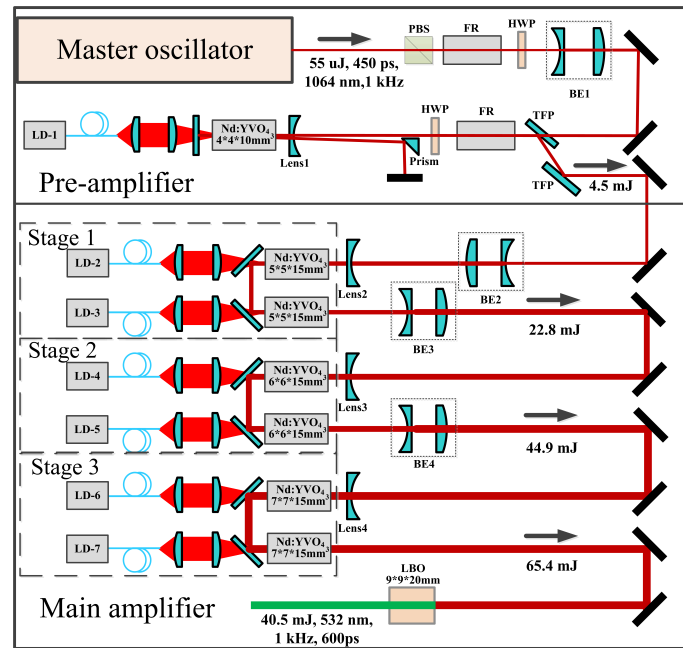 Master oscillator
55 uJ, 450 ps,
1064 nm,1 kHz
PBS
FR
HWP
BE1
LD-1
Nd:YVO₄
4*4*10mm³
Lens1
Prism
HWP
FR
TFP
TFP
4.5 mJ
Pre-amplifier
Stage 1
LD-2
Nd:YVO₄
5*5*15mm³
Lens2
BE2
LD-3
Nd:YVO₄
5*5*15mm³
BE3
22.8 mJ
Stage 2
LD-4
Nd:YVO₄
6*6*15mm³
Lens3
LD-5
Nd:YVO₄
6*6*15mm³
BE4
44.9 mJ
Stage 3
LD-6
Nd:YVO₄
7*7*15mm³
Lens4
LD-7
Nd:YVO₄
7*7*15mm³
65.4 mJ
LBO
9*9*20mm
Main amplifier
40.5 mJ, 532 nm,
1 kHz, 600ps